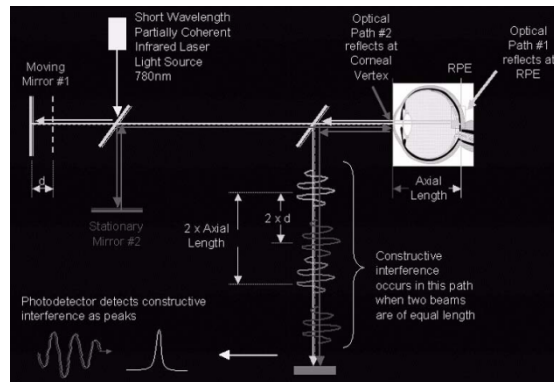 Short Wavelength
Partially Coherent
Infrared Laser
Light Source
780nm
Moving
Mirror #1
Optical
Path #2
reflects at
Corneal
Vertex
Optical
Path #1
reflects
at RPE
RPE
d
Stationary
Mirror #2
Axial
Length
2 x Axial
Length
2 x d
Constructive
interference
occurs in this path
when two beams
are of equal length
Photodetector detects constructive
interference as peaks